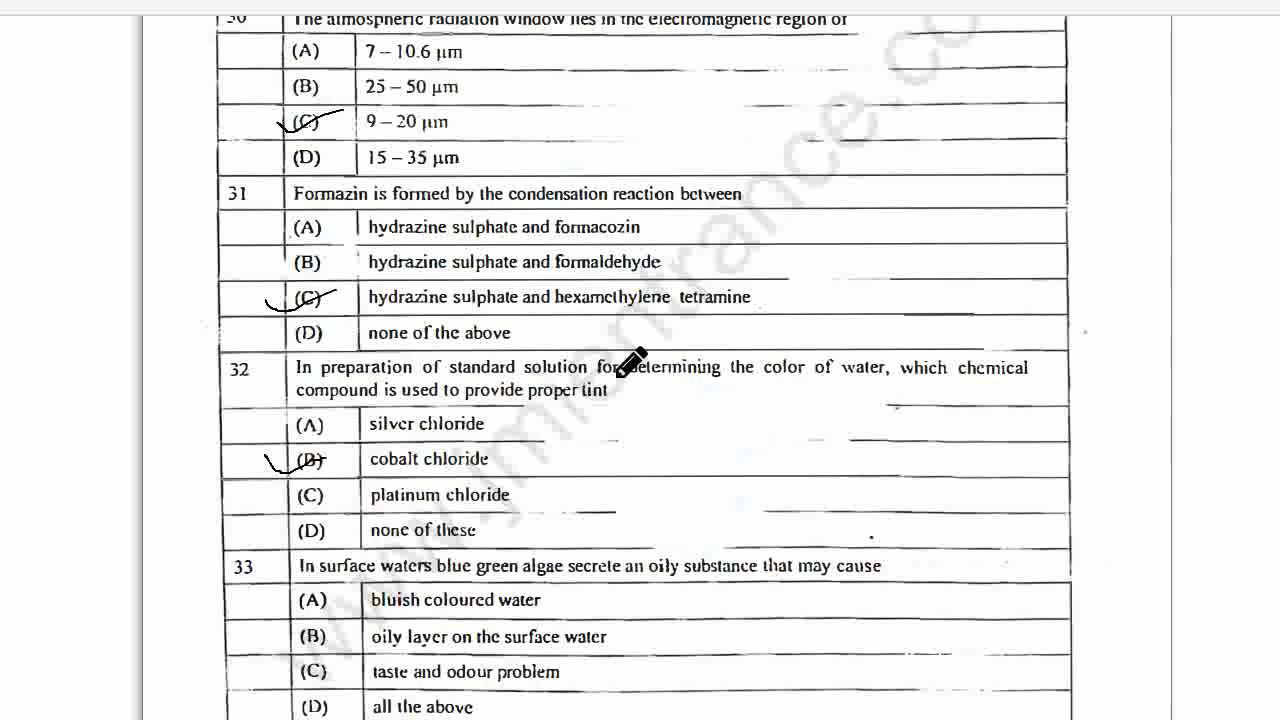 30 The atmospheric radiation window lies in the electromagnetic region of
(A) 7 – 10.6 µm
(B) 25 – 50 µm
(C) 9 – 20 µm
(D) 15 – 35 µm
31 Formazin is formed by the condensation reaction between
(A) hydrazine sulphate and formacozin
(B) hydrazine sulphate and formaldehyde
(C) hydrazine sulphate and hexamethylene tetramine
(D) none of the above
32 In preparation of standard solution for determining the color of water, which chemical
compound is used to provide proper tint
(A) silver chloride
(B) cobalt chloride
(C) platinum chloride
(D) none of these
33 In surface waters blue green algae secrete an oily substance that may cause
(A) bluish coloured water
(B) oily layer on the surface water
(C) taste and odour problem
(D) all the above
www.jmientrance.co